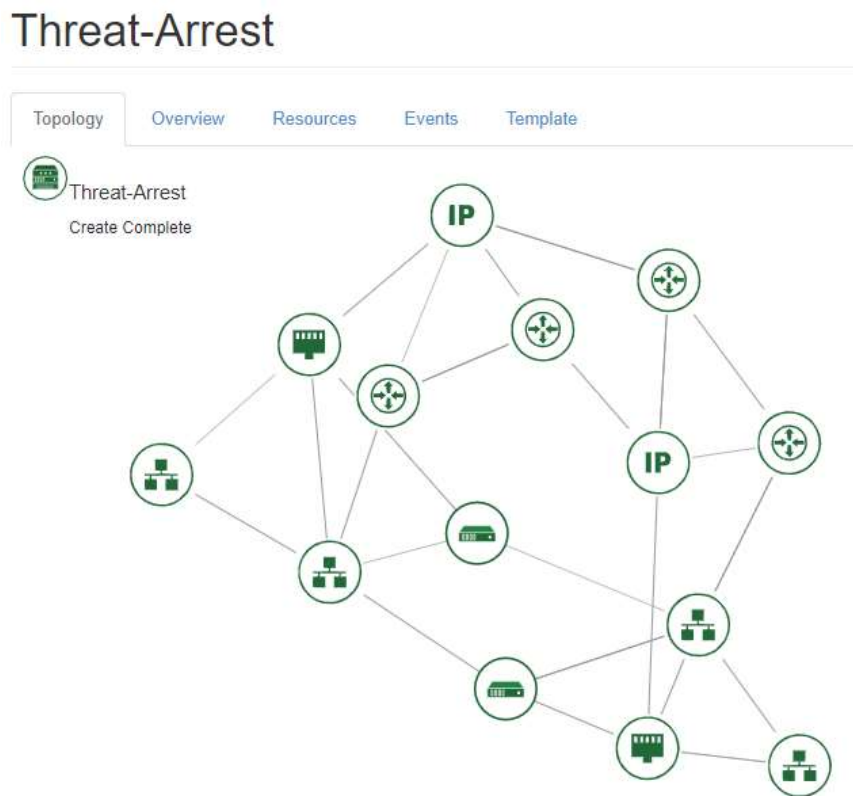 Threat-Arrest
Topology Overview Resources Events Template
Threat-Arrest
Create Complete
IP
IP